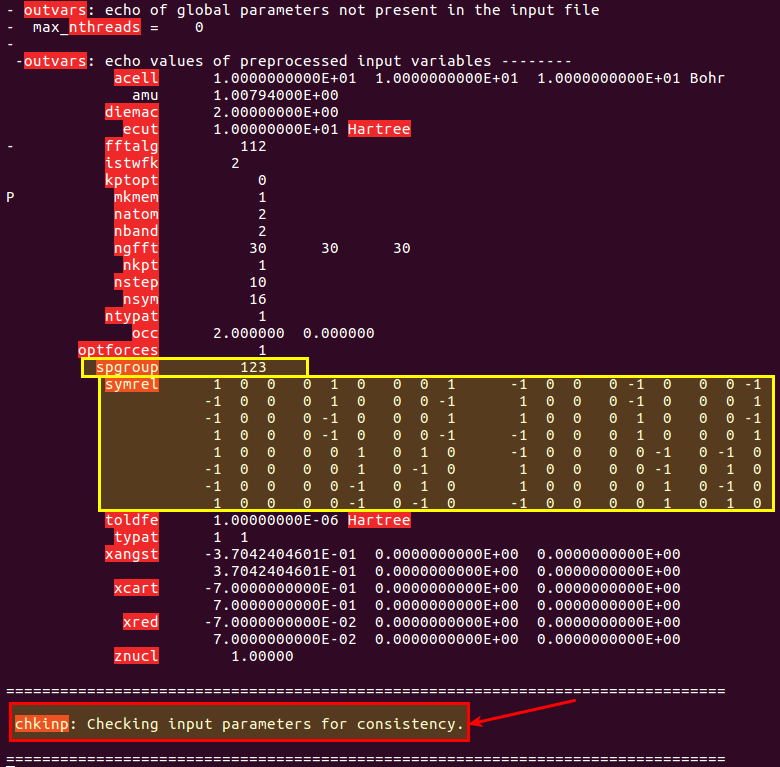 - outvars: echo of global parameters not present in the input file
-  max_nthreads =    0
-
 -outvars: echo values of preprocessed input variables --------
            acell      1.0000000000E+01  1.0000000000E+01  1.0000000000E+01 Bohr
              amu      1.00794000E+00
           diemac      2.00000000E+00
             ecut      1.00000000E+01 Hartree
-          fftalg         112
           istwfk        2
           kptopt           0
P           mkmem           1
            natom           2
            nband           2
            ngfft          30      30      30
             nkpt           1
            nstep          10
             nsym          16
           ntypat           1
              occ      2.000000  0.000000
        optforces           1
          spgroup         123
           symrel      1  0  0   0  1  0   0  0  1      -1  0  0   0 -1  0   0  0 -1
                      -1  0  0   0  1  0   0  0 -1       1  0  0   0 -1  0   0  0  1
                      -1  0  0   0 -1  0   0  0  1       1  0  0   0  1  0   0  0 -1
                       1  0  0   0 -1  0   0  0 -1      -1  0  0   0  1  0   0  0  1
                       1  0  0   0  0  1   0  1  0      -1  0  0   0  0 -1   0 -1  0
                      -1  0  0   0  0  1   0 -1  0       1  0  0   0  0 -1   0  1  0
                      -1  0  0   0  0 -1   0  1  0       1  0  0   0  0  1   0 -1  0
                       1  0  0   0  0 -1   0 -1  0      -1  0  0   0  0  1   0  1  0
           toldfe      1.00000000E-06 Hartree
            typat      1  1
           xangst     -3.7042404601E-01  0.0000000000E+00  0.0000000000E+00
                       3.7042404601E-01  0.0000000000E+00  0.0000000000E+00
            xcart     -7.0000000000E-01  0.0000000000E+00  0.0000000000E+00
                       7.0000000000E-01  0.0000000000E+00  0.0000000000E+00
             xred     -7.0000000000E-02  0.0000000000E+00  0.0000000000E+00
                       7.0000000000E-02  0.0000000000E+00  0.0000000000E+00
            znucl        1.00000
================================================================================
 chkinp: Checking input parameters for consistency.
================================================================================